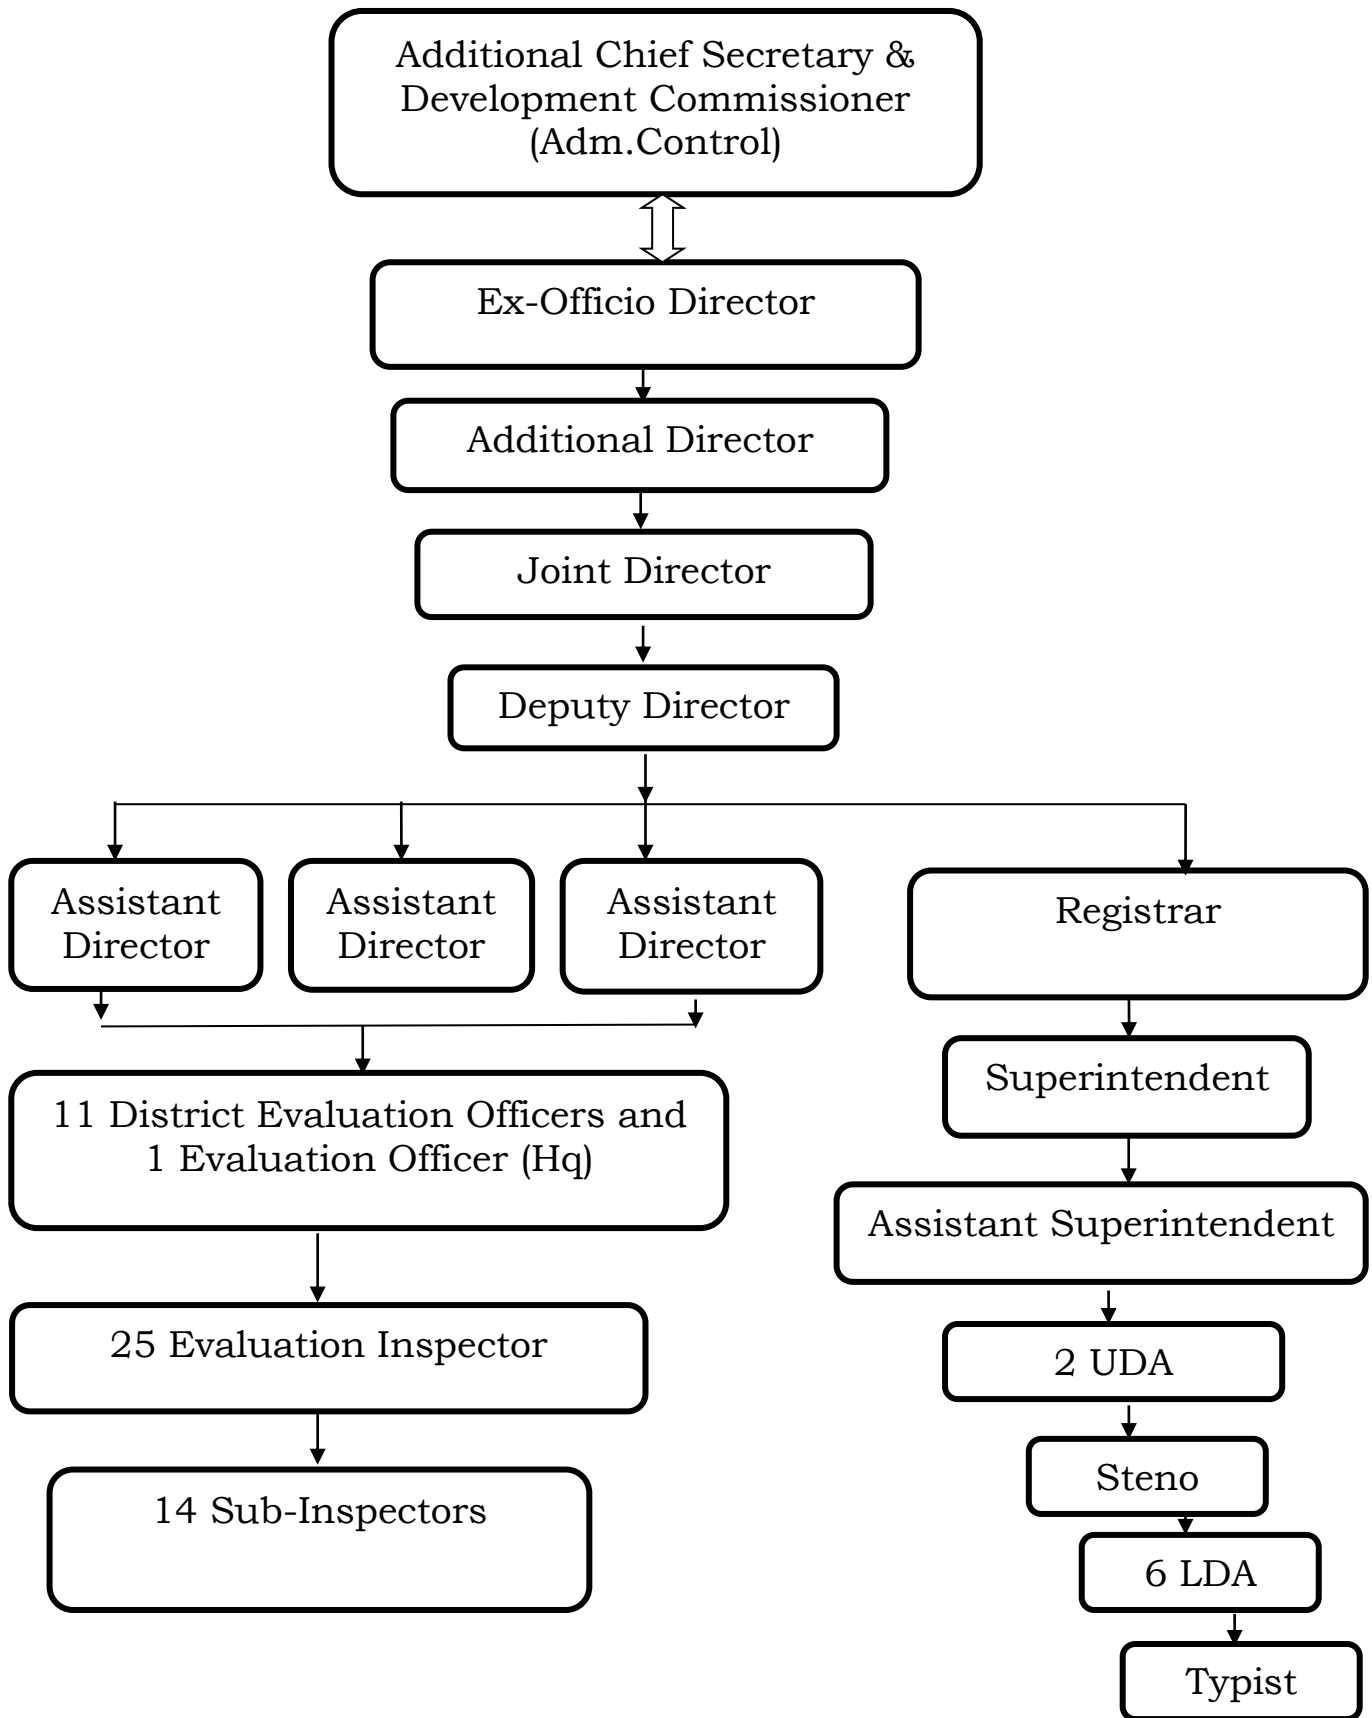 Additional Chief Secretary &
Development Commissioner
(Adm.Control)
Ex-Officio Director
Additional Director
Joint Director
Deputy Director
Assistant
Director
Assistant
Director
Assistant
Director
Registrar
11 District Evaluation Officers and
1 Evaluation Officer (Hq)
25 Evaluation Inspector
14 Sub-Inspectors
Superintendent
Assistant Superintendent
2 UDA
Steno
6 LDA
Typist